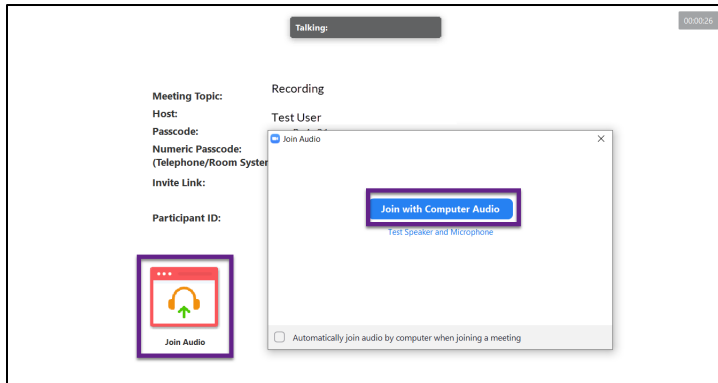 Talking:
00:00:26
Meeting Topic:
Recording
Host:
Test User
Passcode:
Numeric Passcode:
(Telephone/Room Syster
Invite Link:
Participant ID:
Join Audio
Join Audio
Join with Computer Audio
Test Speaker and Microphone
Automatically join audio by computer when joining a meeting